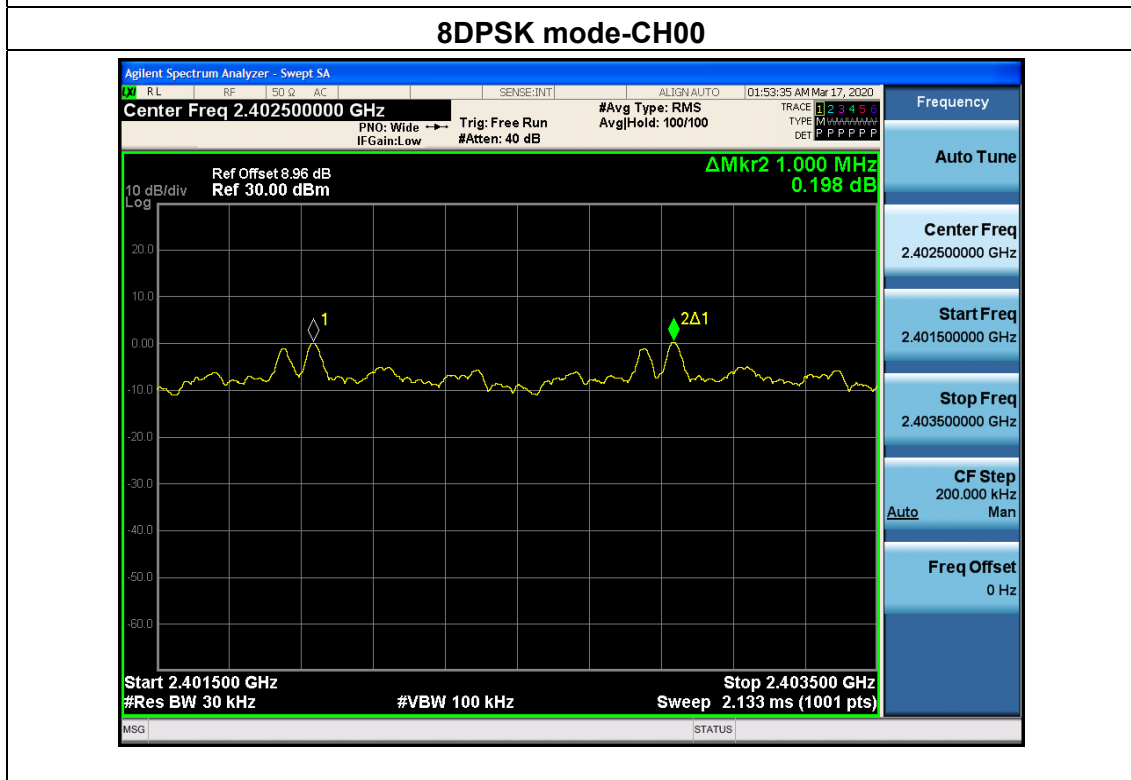 8DPSK mode-CH00
Agilent Spectrum Analyzer - Swept SA
LXI RL RF 50 Ω AC SENSE:INT ALIGNAUTO 01:53:35 AM Mar 17, 2020
Center Freq 2.402500000 GHz
PNO: Wide
IFGain:Low
Trig: Free Run
#Atten: 40 dB
#Avg Type: RMS
Avg|Hold: 100/100
TRACE 1 2 3 4 5 6
TYPE M WWWWW
DET P P P P P P
ΔMkr2 1.000 MHz
0.198 dB
Ref Offset 8.96 dB
10 dB/div Ref 30.00 dBm
Log
20.0
10.0
0.00
-10.0
-20.0
-30.0
-40.0
-50.0
-60.0
1
2Δ1
Start 2.401500 GHz Stop 2.403500 GHz
#Res BW 30 kHz #VBW 100 kHz Sweep 2.133 ms (1001 pts)
MSG STATUS
Frequency
Auto Tune
Center Freq
2.402500000 GHz
Start Freq
2.401500000 GHz
Stop Freq
2.403500000 GHz
CF Step
200.000 kHz
Auto Man
Freq Offset
0 Hz